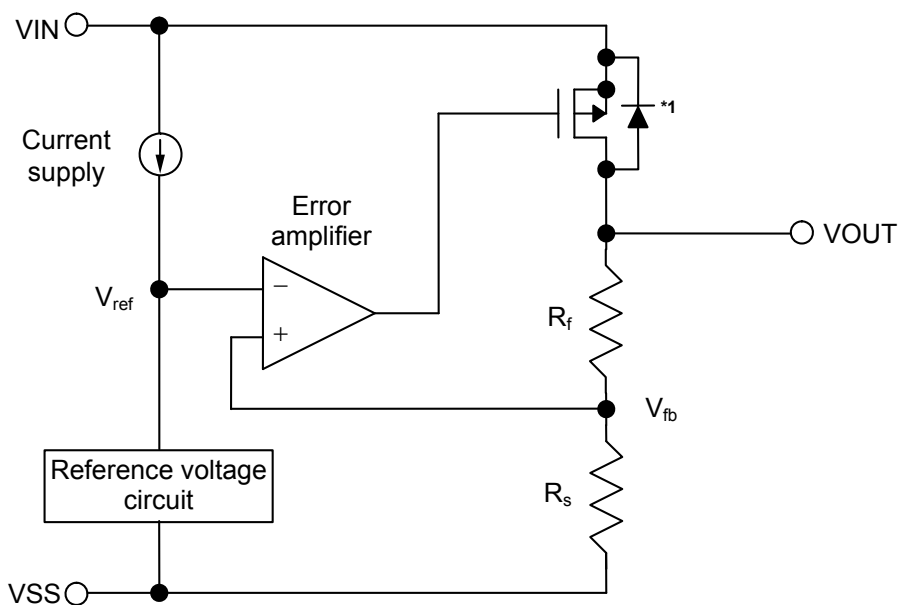 VIN
*1
Current
supply
Error
amplifier
VOUT
Vref
−
+
Rf
Vfb
Reference voltage
circuit
Rs
VSS